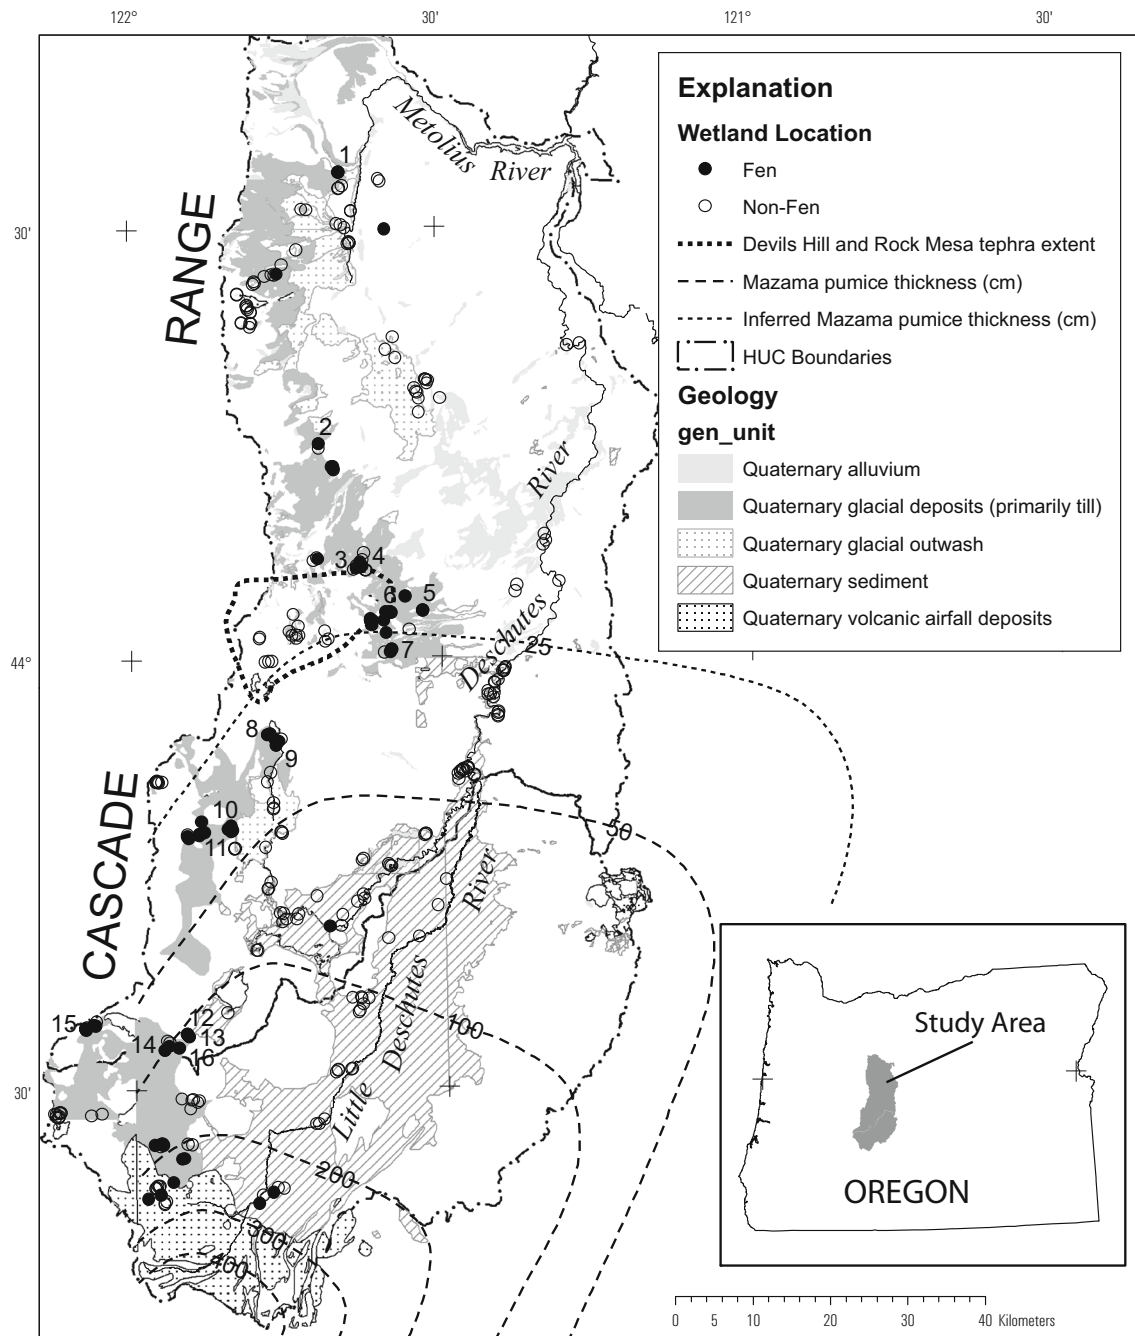 122°
30'
121°
30'
Explanation
Wetland Location
Fen
Non-Fen
Devils Hill and Rock Mesa tephra extent
Mazama pumice thickness (cm)
Inferred Mazama pumice thickness (cm)
HUC Boundaries
Geology
gen_unit
Quaternary alluvium
Quaternary glacial deposits (primarily till)
Quaternary glacial outwash
Quaternary sediment
Quaternary volcanic airfall deposits
Metolius
River
1
30'
RANGE
2
River
3
4
6
5
7
Deschutes
25
44°
8
9
CASCADE
10
11
50
River
Deschutes
Little
100
12
13
14
15
16
30'
200
300
400
Study Area
OREGON
0 5 10 20 30 40 Kilometers